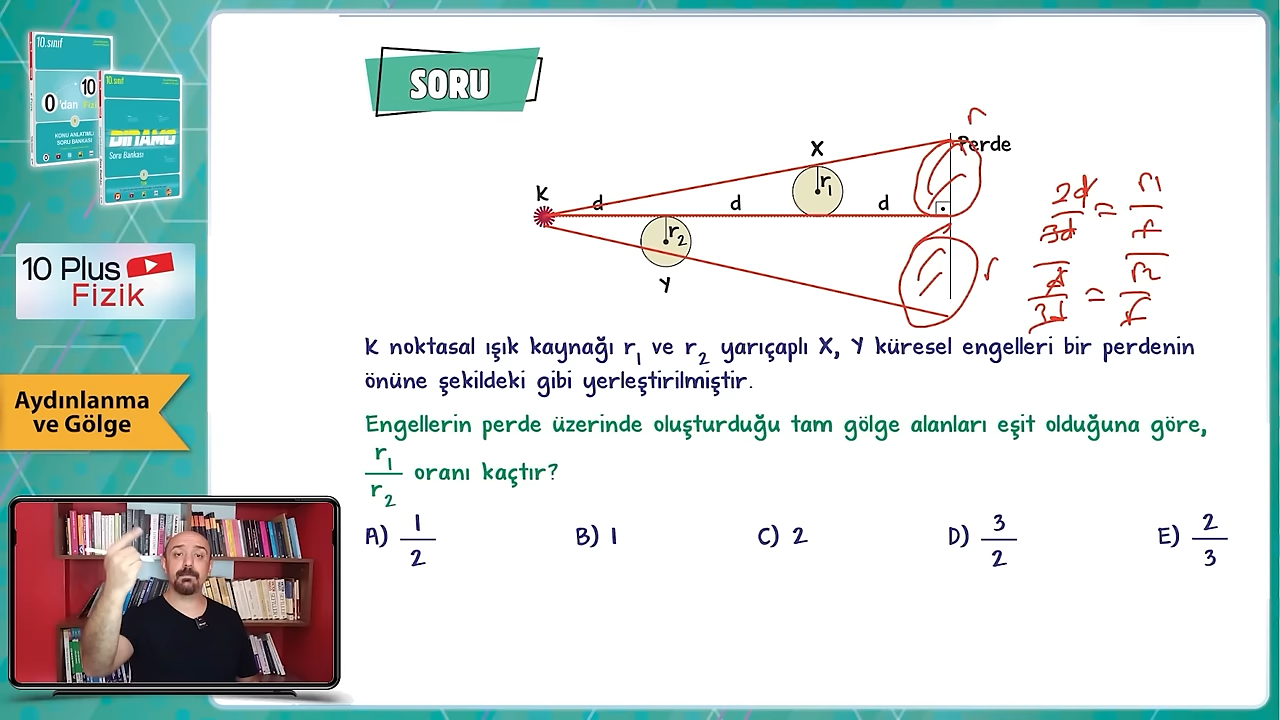 10.sınıf
0'dan 10
Fizik
KONU ANLATIMLI
SORU BANKASI
10.sınıf
DİNAMO
Soru Bankası
10 Plus
Fizik
Aydınlanma
ve Gölge
SORU
r
X
Perde
K
d
d
r₁
d
r₂
Y
r
2d/3d = r₁/r
d/3d = r₂/r
K noktasal ışık kaynağı r₁ ve r₂ yarıçaplı X, Y küresel engelleri bir perdenin
önüne şekildeki gibi yerleştirilmiştir.
Engellerin perde üzerinde oluşturduğu tam gölge alanları eşit olduğuna göre,
r₁/r₂ oranı kaçtır?
A) 1/2 B) 1 C) 2 D) 3/2 E) 2/3